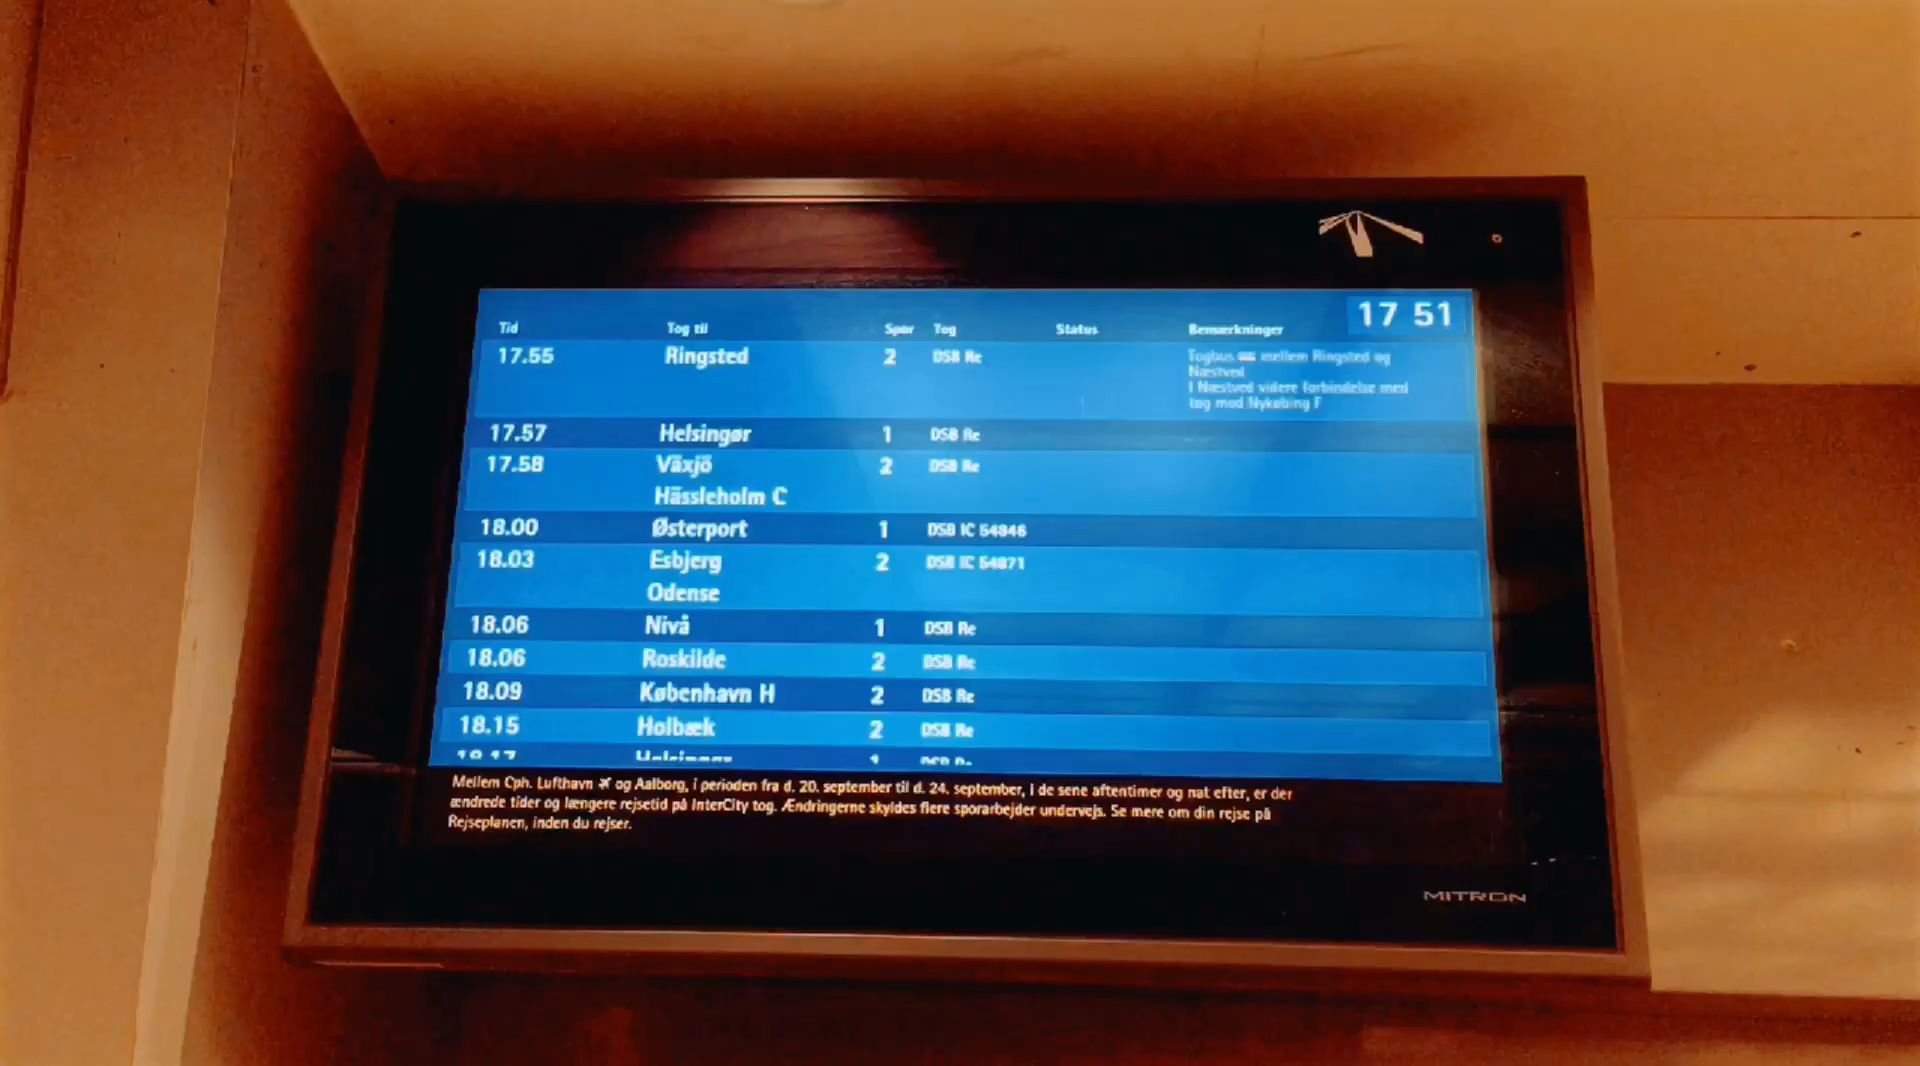 17 51
Tid Tog til Spor Tog Status Bemærkninger
17.55 Ringsted 2 DSB Re Togbus mellem Ringsted og
Næstved
I Næstved videre forbindelse med
tog mod Nykøbing F
17.57 Helsingør 1 DSB Re
17.58 Växjö 2 DSB Re
Hässleholm C
18.00 Østerport 1 DSB IC 54846
18.03 Esbjerg 2 DSB IC 54871
Odense
18.06 Nivå 1 DSB Re
18.06 Roskilde 2 DSB Re
18.09 København H 2 DSB Re
18.15 Holbæk 2 DSB Re
Mellem Cph. Lufthavn og Aalborg, i perioden fra d. 20. september til d. 24. september, i de sene aftentimer og nat efter, er der
ændrede tider og længere rejsetid på InterCity tog. Ændringerne skyldes flere sporarbejder undervejs. Se mere om din rejse på
Rejseplanen, inden du rejser.
MITRON